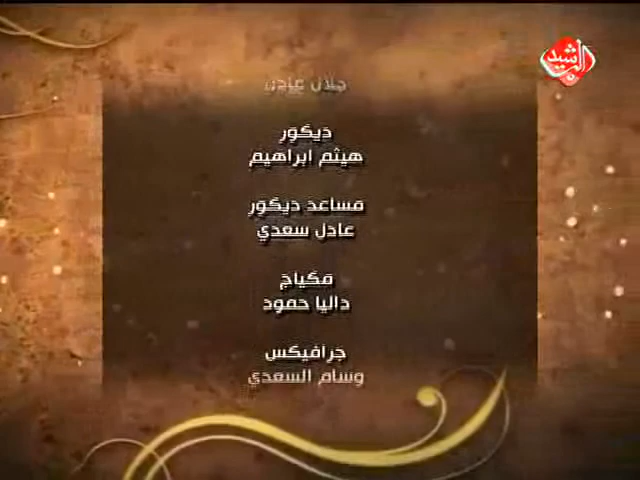 الرشيد
جلال عادل
ديكور
هيثم ابراهيم
مساعد ديكور
عادل سعدي
مكياج
داليا حمود
جرافيكس
وسام السعدي